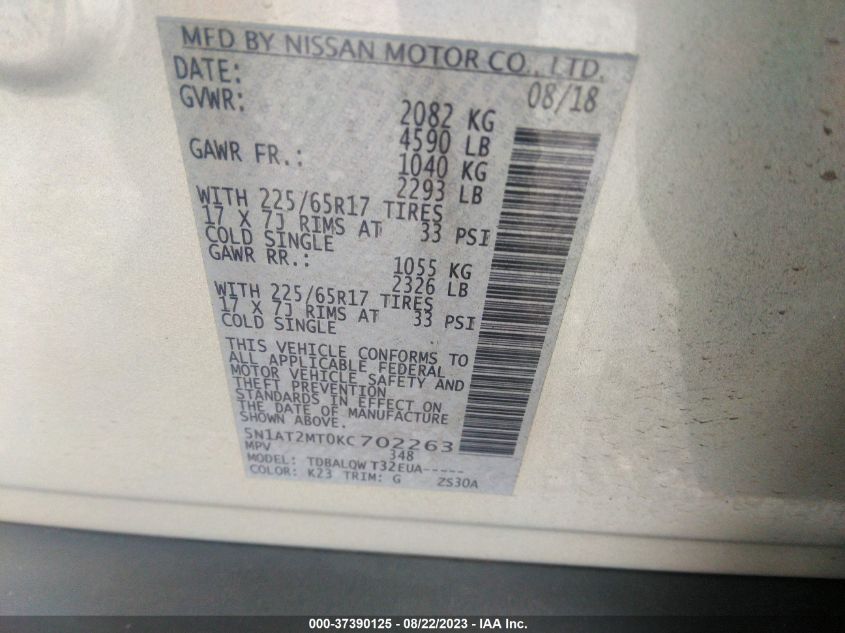 MFD BY NISSAN MOTOR CO., LTD.
DATE: 08/18
GVWR: 2082 KG
4590 LB
GAWR FR.: 1040 KG
2293 LB
WITH 225/65R17 TIRES
17 X 7J RIMS AT 33 PSI
COLD SINGLE
GAWR RR.: 1055 KG
2326 LB
WITH 225/65R17 TIRES
17 X 7J RIMS AT 33 PSI
COLD SINGLE
THIS VEHICLE CONFORMS TO
ALL APPLICABLE FEDERAL
MOTOR VEHICLE SAFETY AND
THEFT PREVENTION
STANDARDS IN EFFECT ON
THE DATE OF MANUFACTURE
SHOWN ABOVE.
5N1AT2MT0KC702263
MPV 348
MODEL: TDBALQW T32EUA-----
COLOR: K23 TRIM: G ZS30A
000-37390125 - 08/22/2023 - IAA Inc.